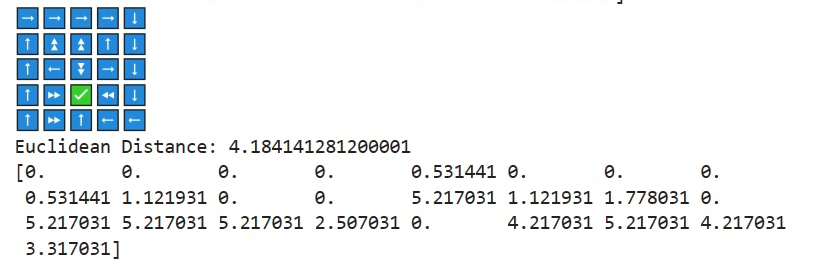 ]
→ → → → ↓
↑ ⏫ ⏫ ↑ ↓
↑ ← ⏬ → ↓
↑ ⏩ ✅ ⏪ ↓
↑ ⏩ ↑ ← ←
Euclidean Distance: 4.184141281200001
[0. 0. 0. 0. 0.531441 0. 0. 0.
0.531441 1.121931 0. 0. 5.217031 1.121931 1.778031 0.
5.217031 5.217031 5.217031 2.507031 0. 4.217031 5.217031 4.217031
3.317031]